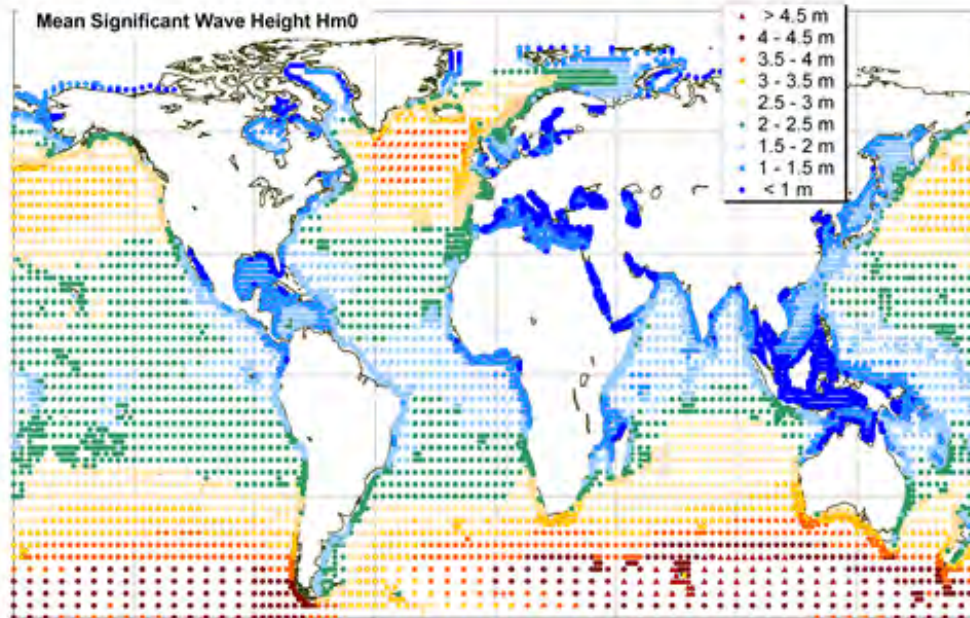 Mean Significant Wave Height Hm0
> 4.5 m
4 - 4.5 m
3.5 - 4 m
3 - 3.5 m
2.5 - 3 m
2 - 2.5 m
1.5 - 2 m
1 - 1.5 m
< 1 m